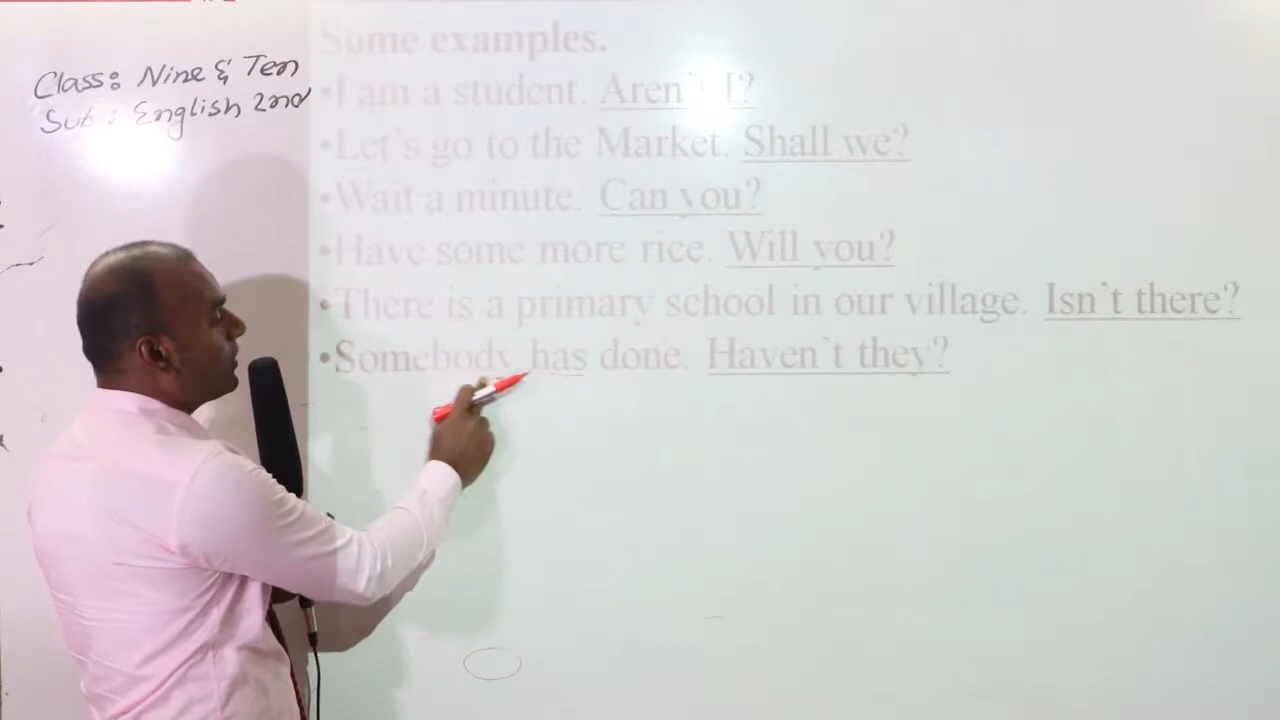 Class: Nine & Ten
Sub: English 2nd
Some examples.
•I am a student. Aren`t I?
•Let’s go to the Market. Shall we?
•Wait a minute. Can you?
•Have some more rice. Will you?
•There is a primary school in our village. Isn`t there?
•Somebody has done. Haven`t they?